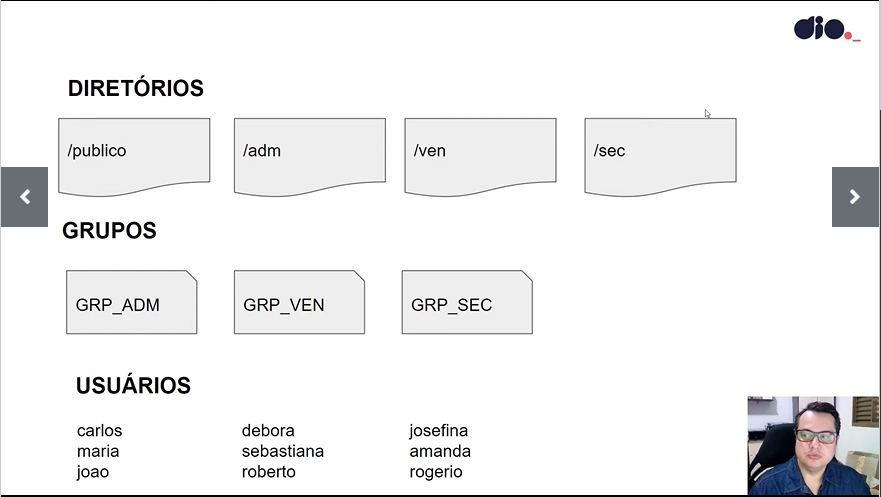 dio._
DIRETÓRIOS
/publico
/adm
/ven
/sec
GRUPOS
GRP_ADM
GRP_VEN
GRP_SEC
USUÁRIOS
carlos
maria
joao
debora
sebastiana
roberto
josefina
amanda
rogerio